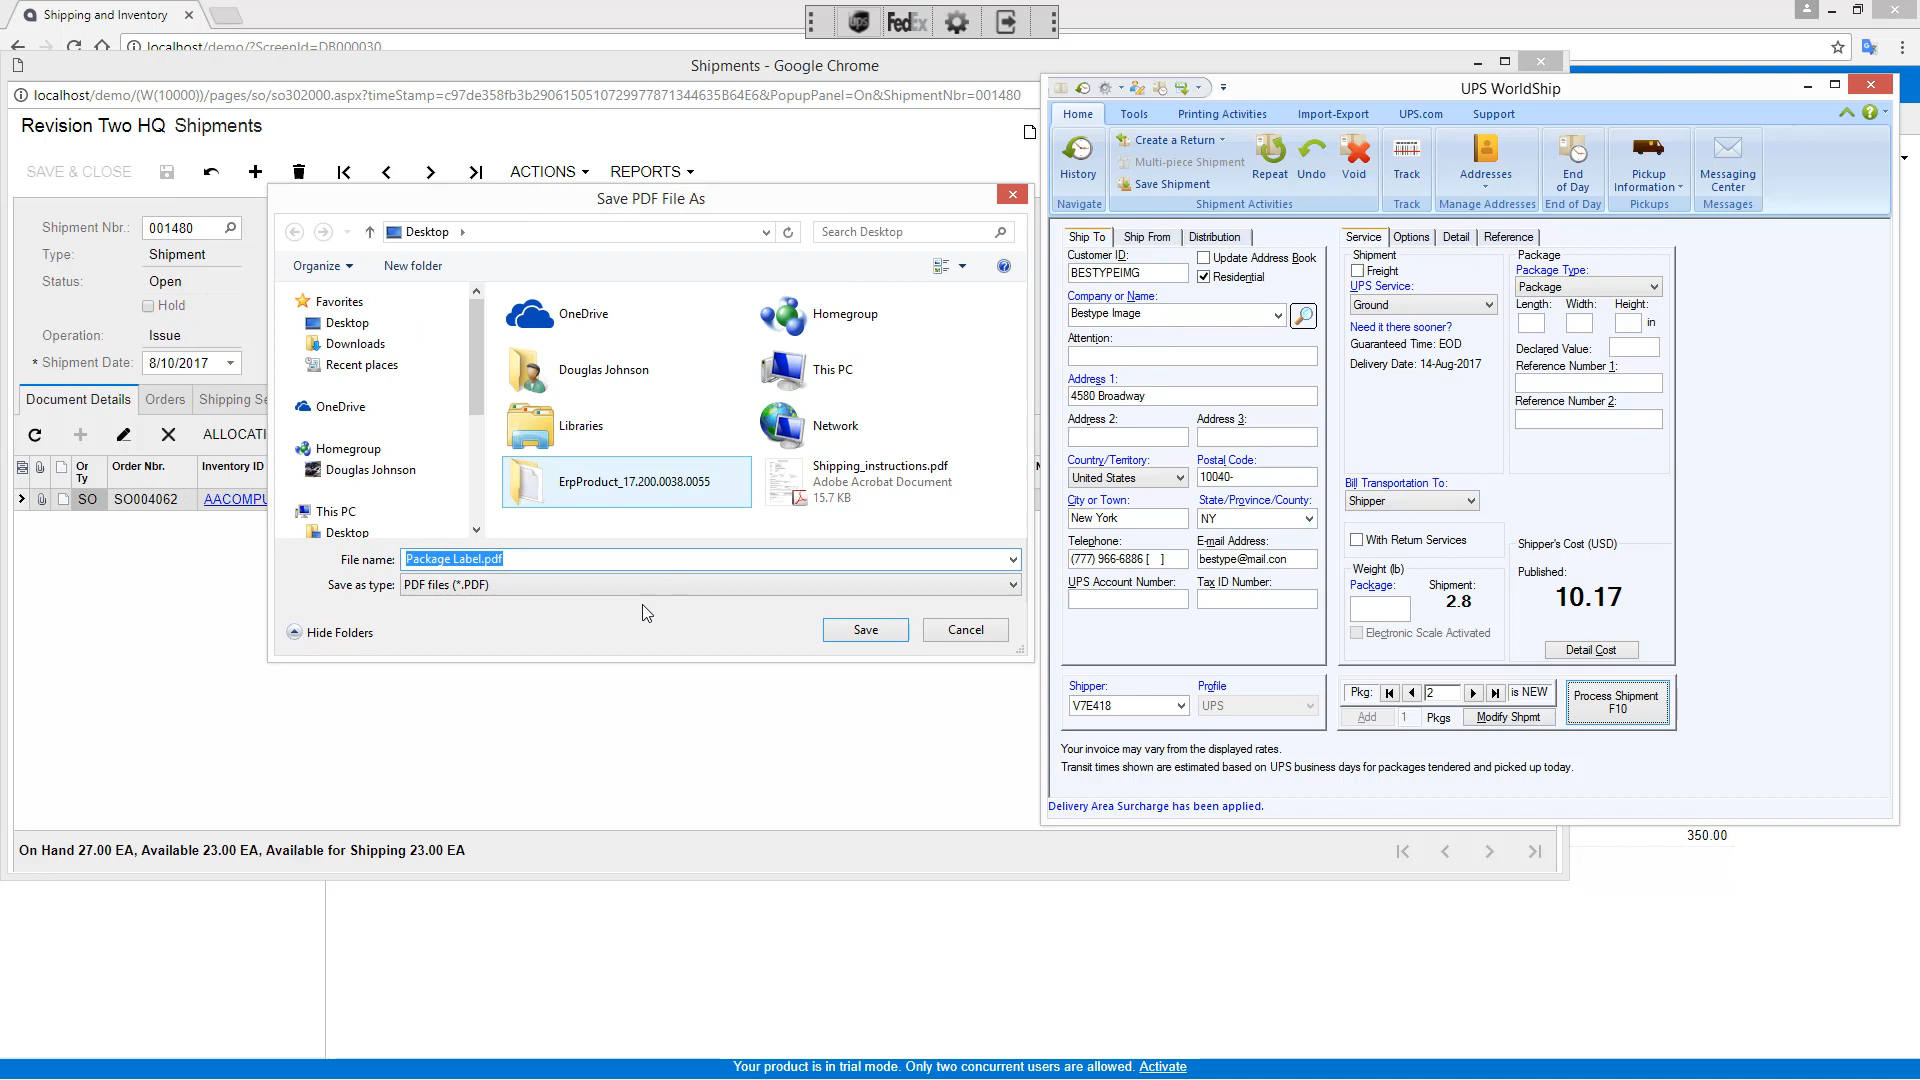 Shipping and Inventory
ups
FedEx
localhost/demo/?ScreenId=DB000030
Shipments - Google Chrome
localhost/demo/(W(10000))/pages/so/so302000.aspx?timeStamp=c97de358fb3b29061505107299778713446​35B64E6&PopupPanel=On&ShipmentNbr=001480
Revision Two HQ Shipments
SAVE & CLOSE
ACTIONS
REPORTS
Shipment Nbr.: 001480
Type: Shipment
Status: Open
Hold
Operation: Issue
* Shipment Date: 8/10/2017
Document Details
Orders
Shipping Se
ALLOCATI
Or Ty
Order Nbr.
Inventory ID
SO
SO004062
AACOMPU
On Hand 27.00 EA, Available 23.00 EA, Available for Shipping 23.00 EA
350.00
Save PDF File As
Desktop
Search Desktop
Organize
New folder
Favorites
Desktop
Downloads
Recent places
OneDrive
Homegroup
Douglas Johnson
This PC
Desktop
OneDrive
Homegroup
Douglas Johnson
This PC
Libraries
Network
ErpProduct_17.200.0038.0055
Shipping_instructions.pdf
Adobe Acrobat Document
15.7 KB
File name: Package Label.pdf
Save as type: PDF files (*.PDF)
Hide Folders
Save
Cancel
UPS WorldShip
Home
Tools
Printing Activities
Import-Export
UPS.com
Support
History
Navigate
Create a Return
Multi-piece Shipment
Save Shipment
Repeat
Undo
Void
Shipment Activities
Track
Track
Addresses
Manage Addresses
End of Day
End of Day
Pickup Information
Pickups
Messaging Center
Messages
Ship To
Ship From
Distribution
Customer ID:
BESTYPEIMG
Update Address Book
Residential
Company or Name:
Bestype Image
Attention:
Address 1:
4580 Broadway
Address 2:
Address 3:
Country/Territory:
United States
Postal Code:
10040-
City or Town:
New York
State/Province/County:
NY
Telephone:
(777) 966-6886 [    ]
E-mail Address:
bestype@mail.con
UPS Account Number:
Tax ID Number:
Shipper:
V7E418
Profile
UPS
Service
Options
Detail
Reference
Shipment
Freight
UPS Service:
Ground
Need it there sooner?
Guaranteed Time: EOD
Delivery Date: 14-Aug-2017
Package
Package Type:
Package
Length:
Width:
Height:
in
Declared Value:
Reference Number 1:
Reference Number 2:
Bill Transportation To:
Shipper
With Return Services
Weight (lb)
Package:
Shipment:
2.8
Electronic Scale Activated
Shipper's Cost (USD)
Published:
10.17
Detail Cost
Pkg: 2 is NEW
Add 1 Pkgs
Modify Shpmt
Process Shipment
F10
Your invoice may vary from the displayed rates.
Transit times shown are estimated based on UPS business days for packages tendered and picked up today.
Delivery Area Surcharge has been applied.
Your product is in trial mode. Only two concurrent users are allowed. Activate